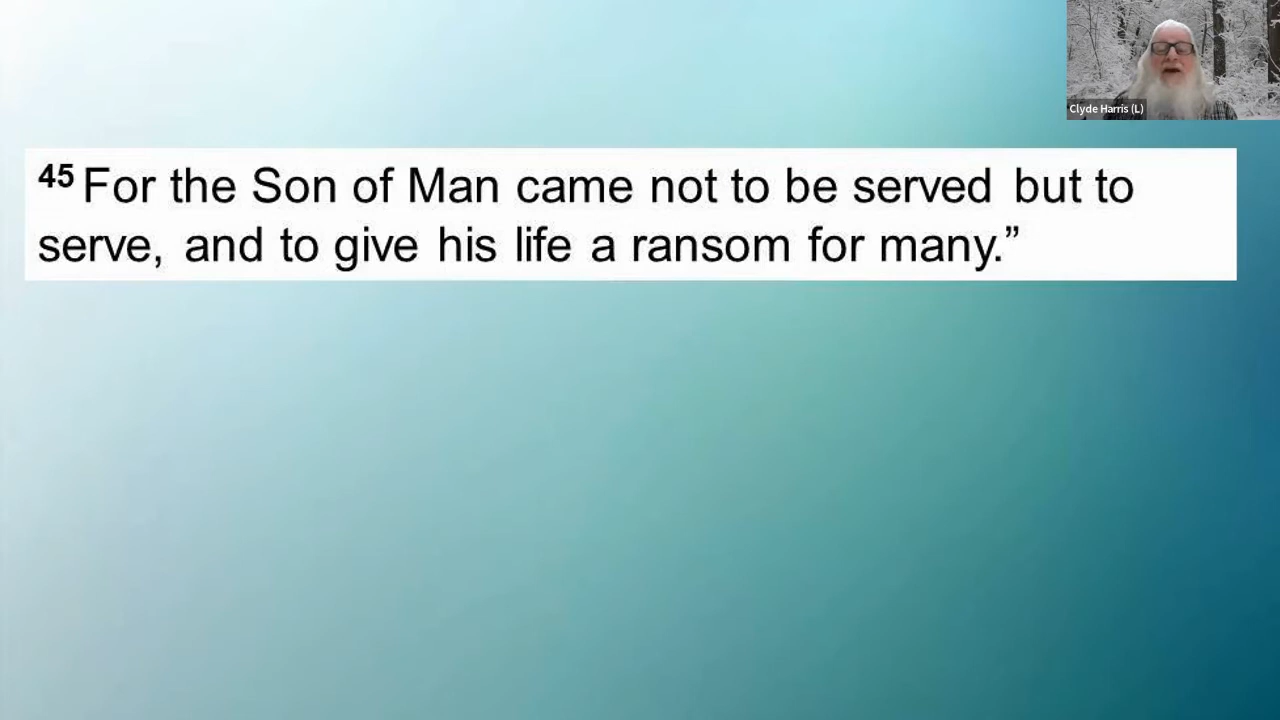 Clyde Harris (L)
45 For the Son of Man came not to be served but to
serve, and to give his life a ransom for many.”